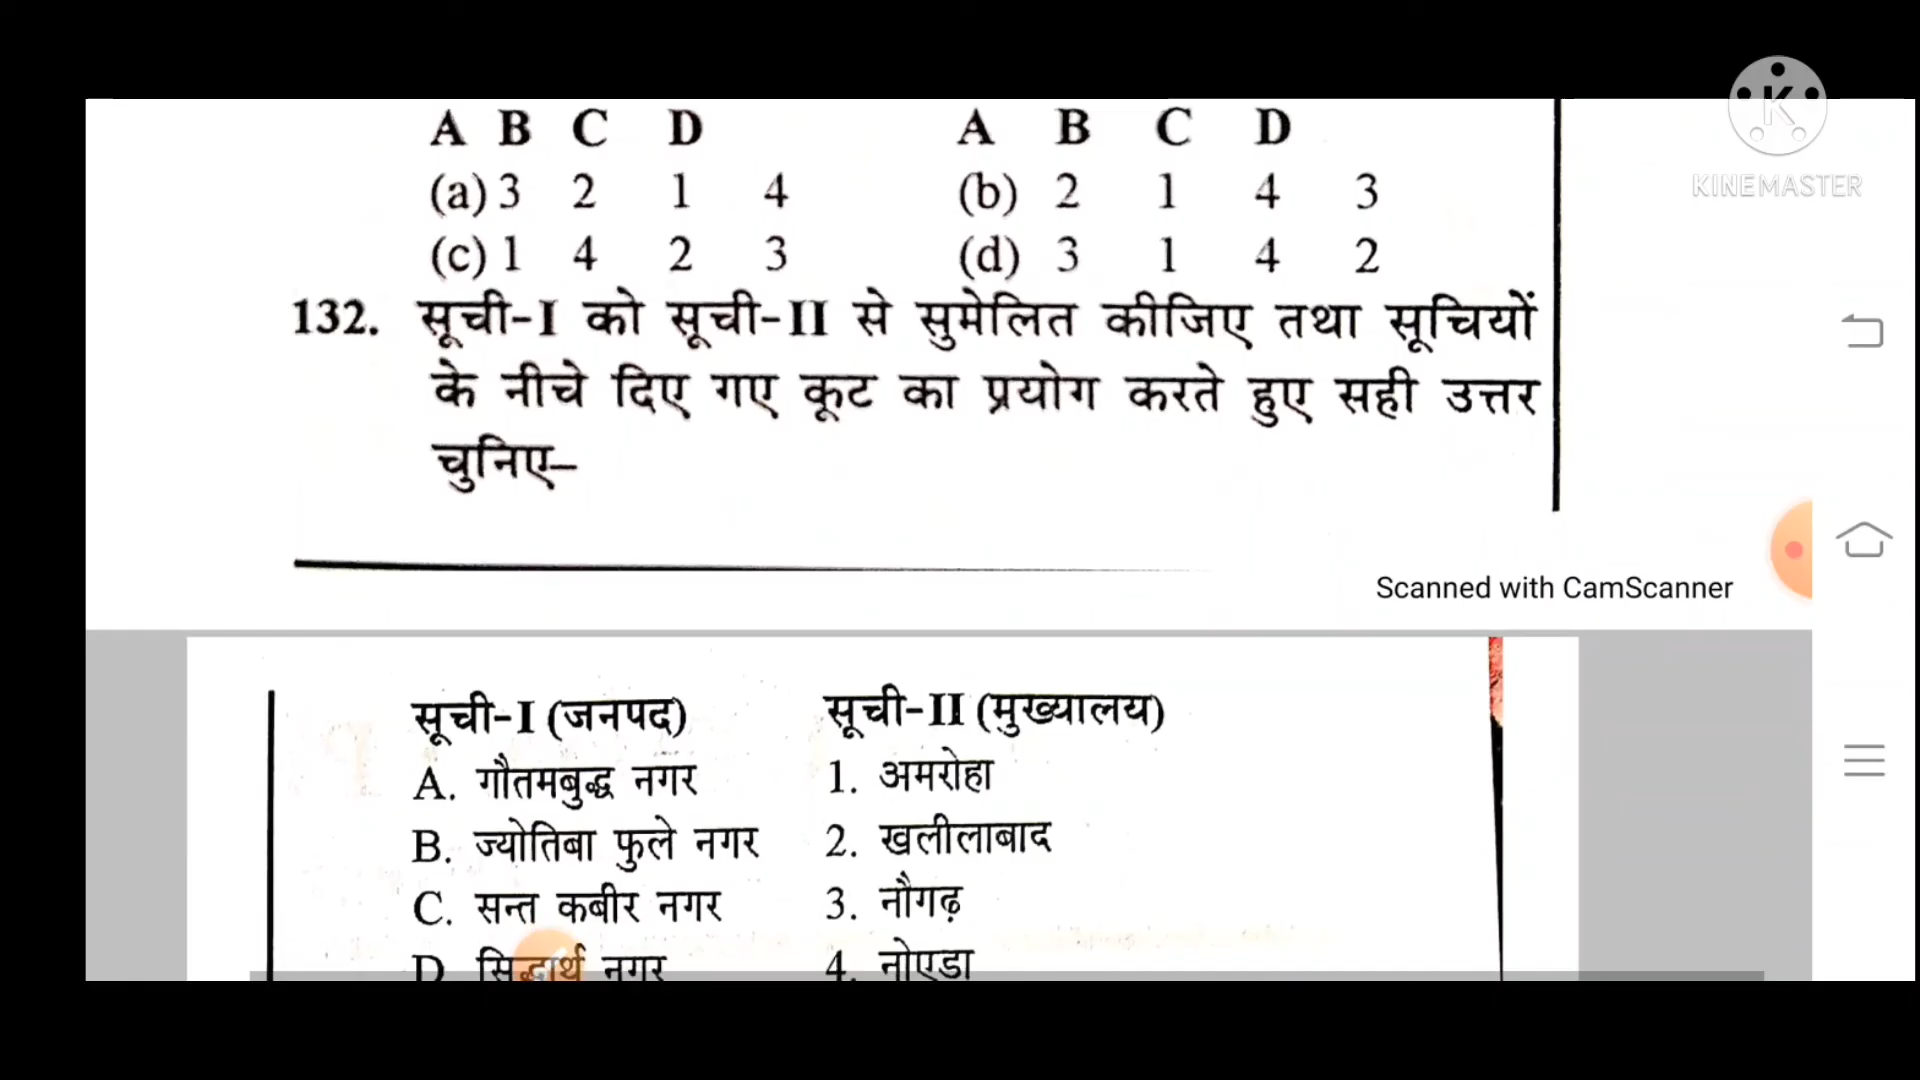 A B C D A B C D
(a) 3 2 1 4 (b) 2 1 4 3
(c) 1 4 2 3 (d) 3 1 4 2
132. सूची-I को सूची-II से सुमेलित कीजिए तथा सूचियों
के नीचे दिए गए कूट का प्रयोग करते हुए सही उत्तर
चुनिए–
Scanned with CamScanner
सूची-I (जनपद) सूची-II (मुख्यालय)
A. गौतमबुद्ध नगर 1. अमरोहा
B. ज्योतिबा फुले नगर 2. खलीलाबाद
C. सन्त कबीर नगर 3. नौगढ़
D. सिद्धार्थ नगर 4. नोएडा
K
KINEMASTER